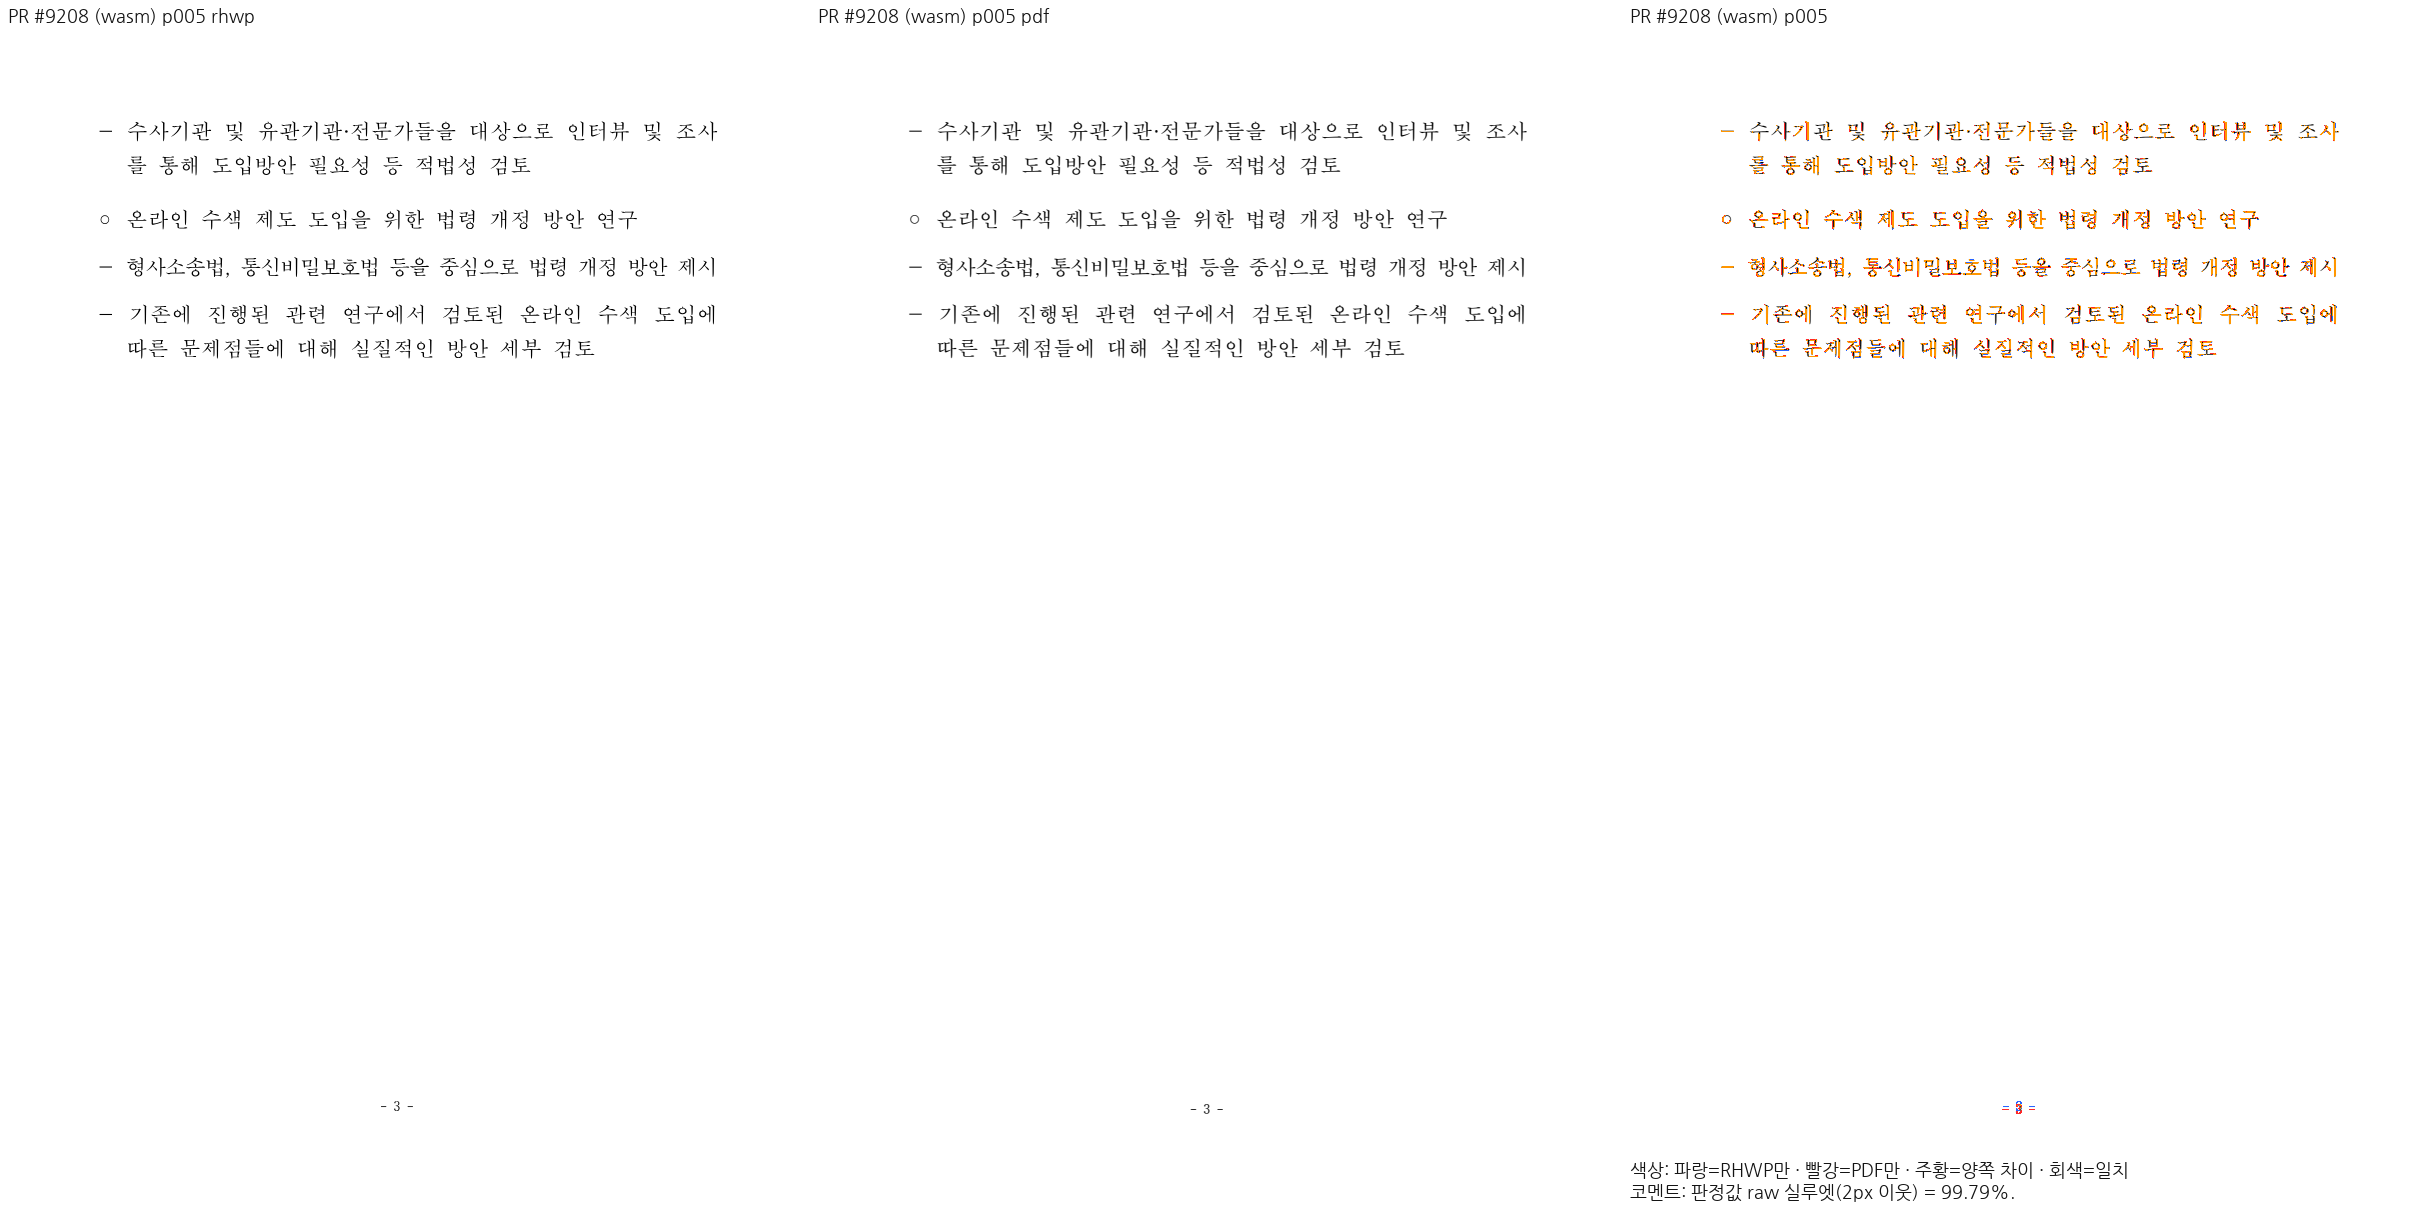 PR #9208 (wasm) p005 rhwp
— 수사기관 및 유관기관·전문가들을 대상으로 인터뷰 및 조사
를 통해 도입방안 필요성 등 적법성 검토
○ 온라인 수색 제도 도입을 위한 법령 개정 방안 연구
— 형사소송법, 통신비밀보호법 등을 중심으로 법령 개정 방안 제시
— 기존에 진행된 관련 연구에서 검토된 온라인 수색 도입에
따른 문제점들에 대해 실질적인 방안 세부 검토
- 3 -
PR #9208 (wasm) p005 pdf
— 수사기관 및 유관기관·전문가들을 대상으로 인터뷰 및 조사
를 통해 도입방안 필요성 등 적법성 검토
○ 온라인 수색 제도 도입을 위한 법령 개정 방안 연구
— 형사소송법, 통신비밀보호법 등을 중심으로 법령 개정 방안 제시
— 기존에 진행된 관련 연구에서 검토된 온라인 수색 도입에
따른 문제점들에 대해 실질적인 방안 세부 검토
- 3 -
PR #9208 (wasm) p005
— 수사기관 및 유관기관·전문가들을 대상으로 인터뷰 및 조사
를 통해 도입방안 필요성 등 적법성 검토
○ 온라인 수색 제도 도입을 위한 법령 개정 방안 연구
— 형사소송법, 통신비밀보호법 등을 중심으로 법령 개정 방안 제시
— 기존에 진행된 관련 연구에서 검토된 온라인 수색 도입에
따른 문제점들에 대해 실질적인 방안 세부 검토
색상: 파랑=RHWP만 · 빨강=PDF만 · 주황=양쪽 차이 · 회색=일치
코멘트: 판정값 raw 실루엣(2px 이웃) = 99.79%.